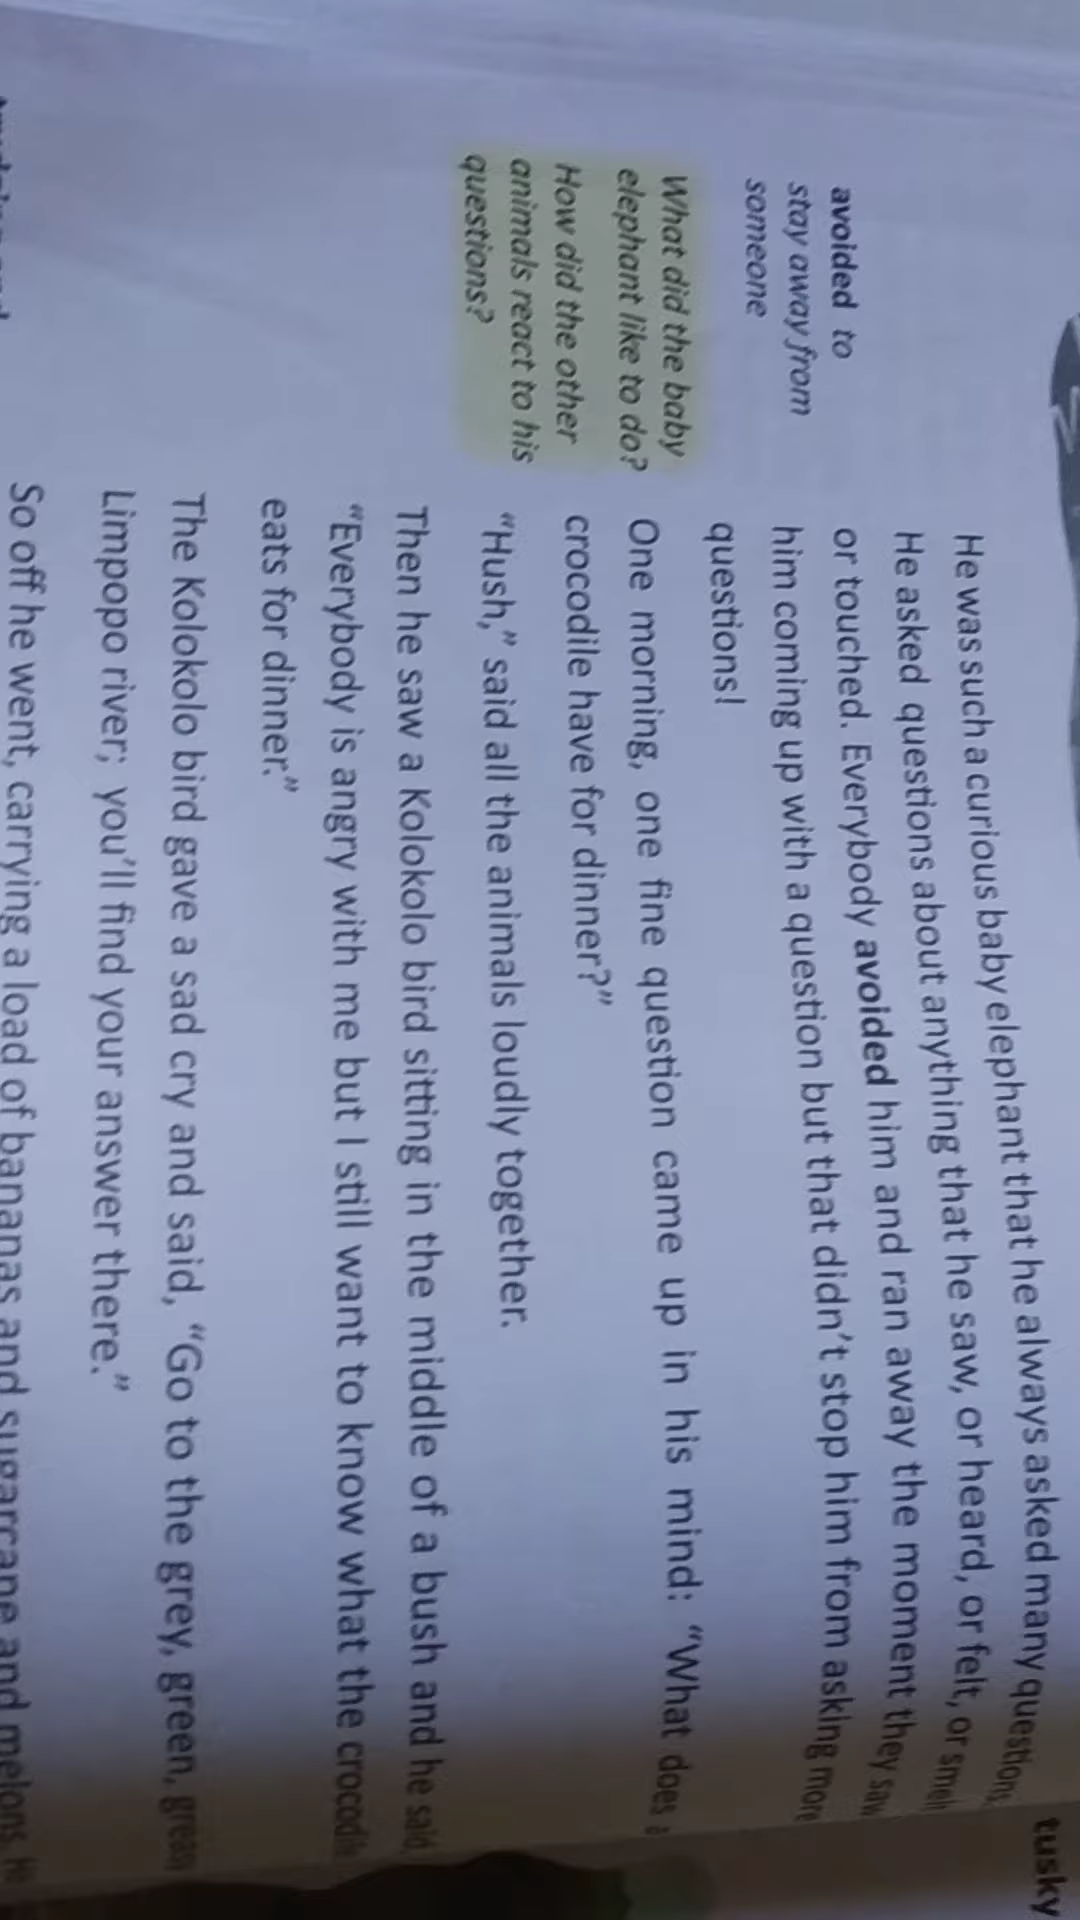 tusky
He was such a curious baby elephant that he always asked many questions.
He asked questions about anything that he saw, or heard, or felt, or smelt
or touched. Everybody avoided him and ran away the moment they saw
him coming up with a question but that didn't stop him from asking more
questions!
avoided to
stay away from
someone
What did the baby
elephant like to do?
How did the other
animals react to his
questions?
One morning, one fine question came up in his mind: "What does a
crocodile have for dinner?"
"Hush," said all the animals loudly together.
Then he saw a Kolokolo bird sitting in the middle of a bush and he said,
"Everybody is angry with me but I still want to know what the crocodile
eats for dinner."
The Kolokolo bird gave a sad cry and said, "Go to the grey, green, greasy
Limpopo river; you'll find your answer there."
So off he went, carrying a load of bananas and sugarcane and melons. He